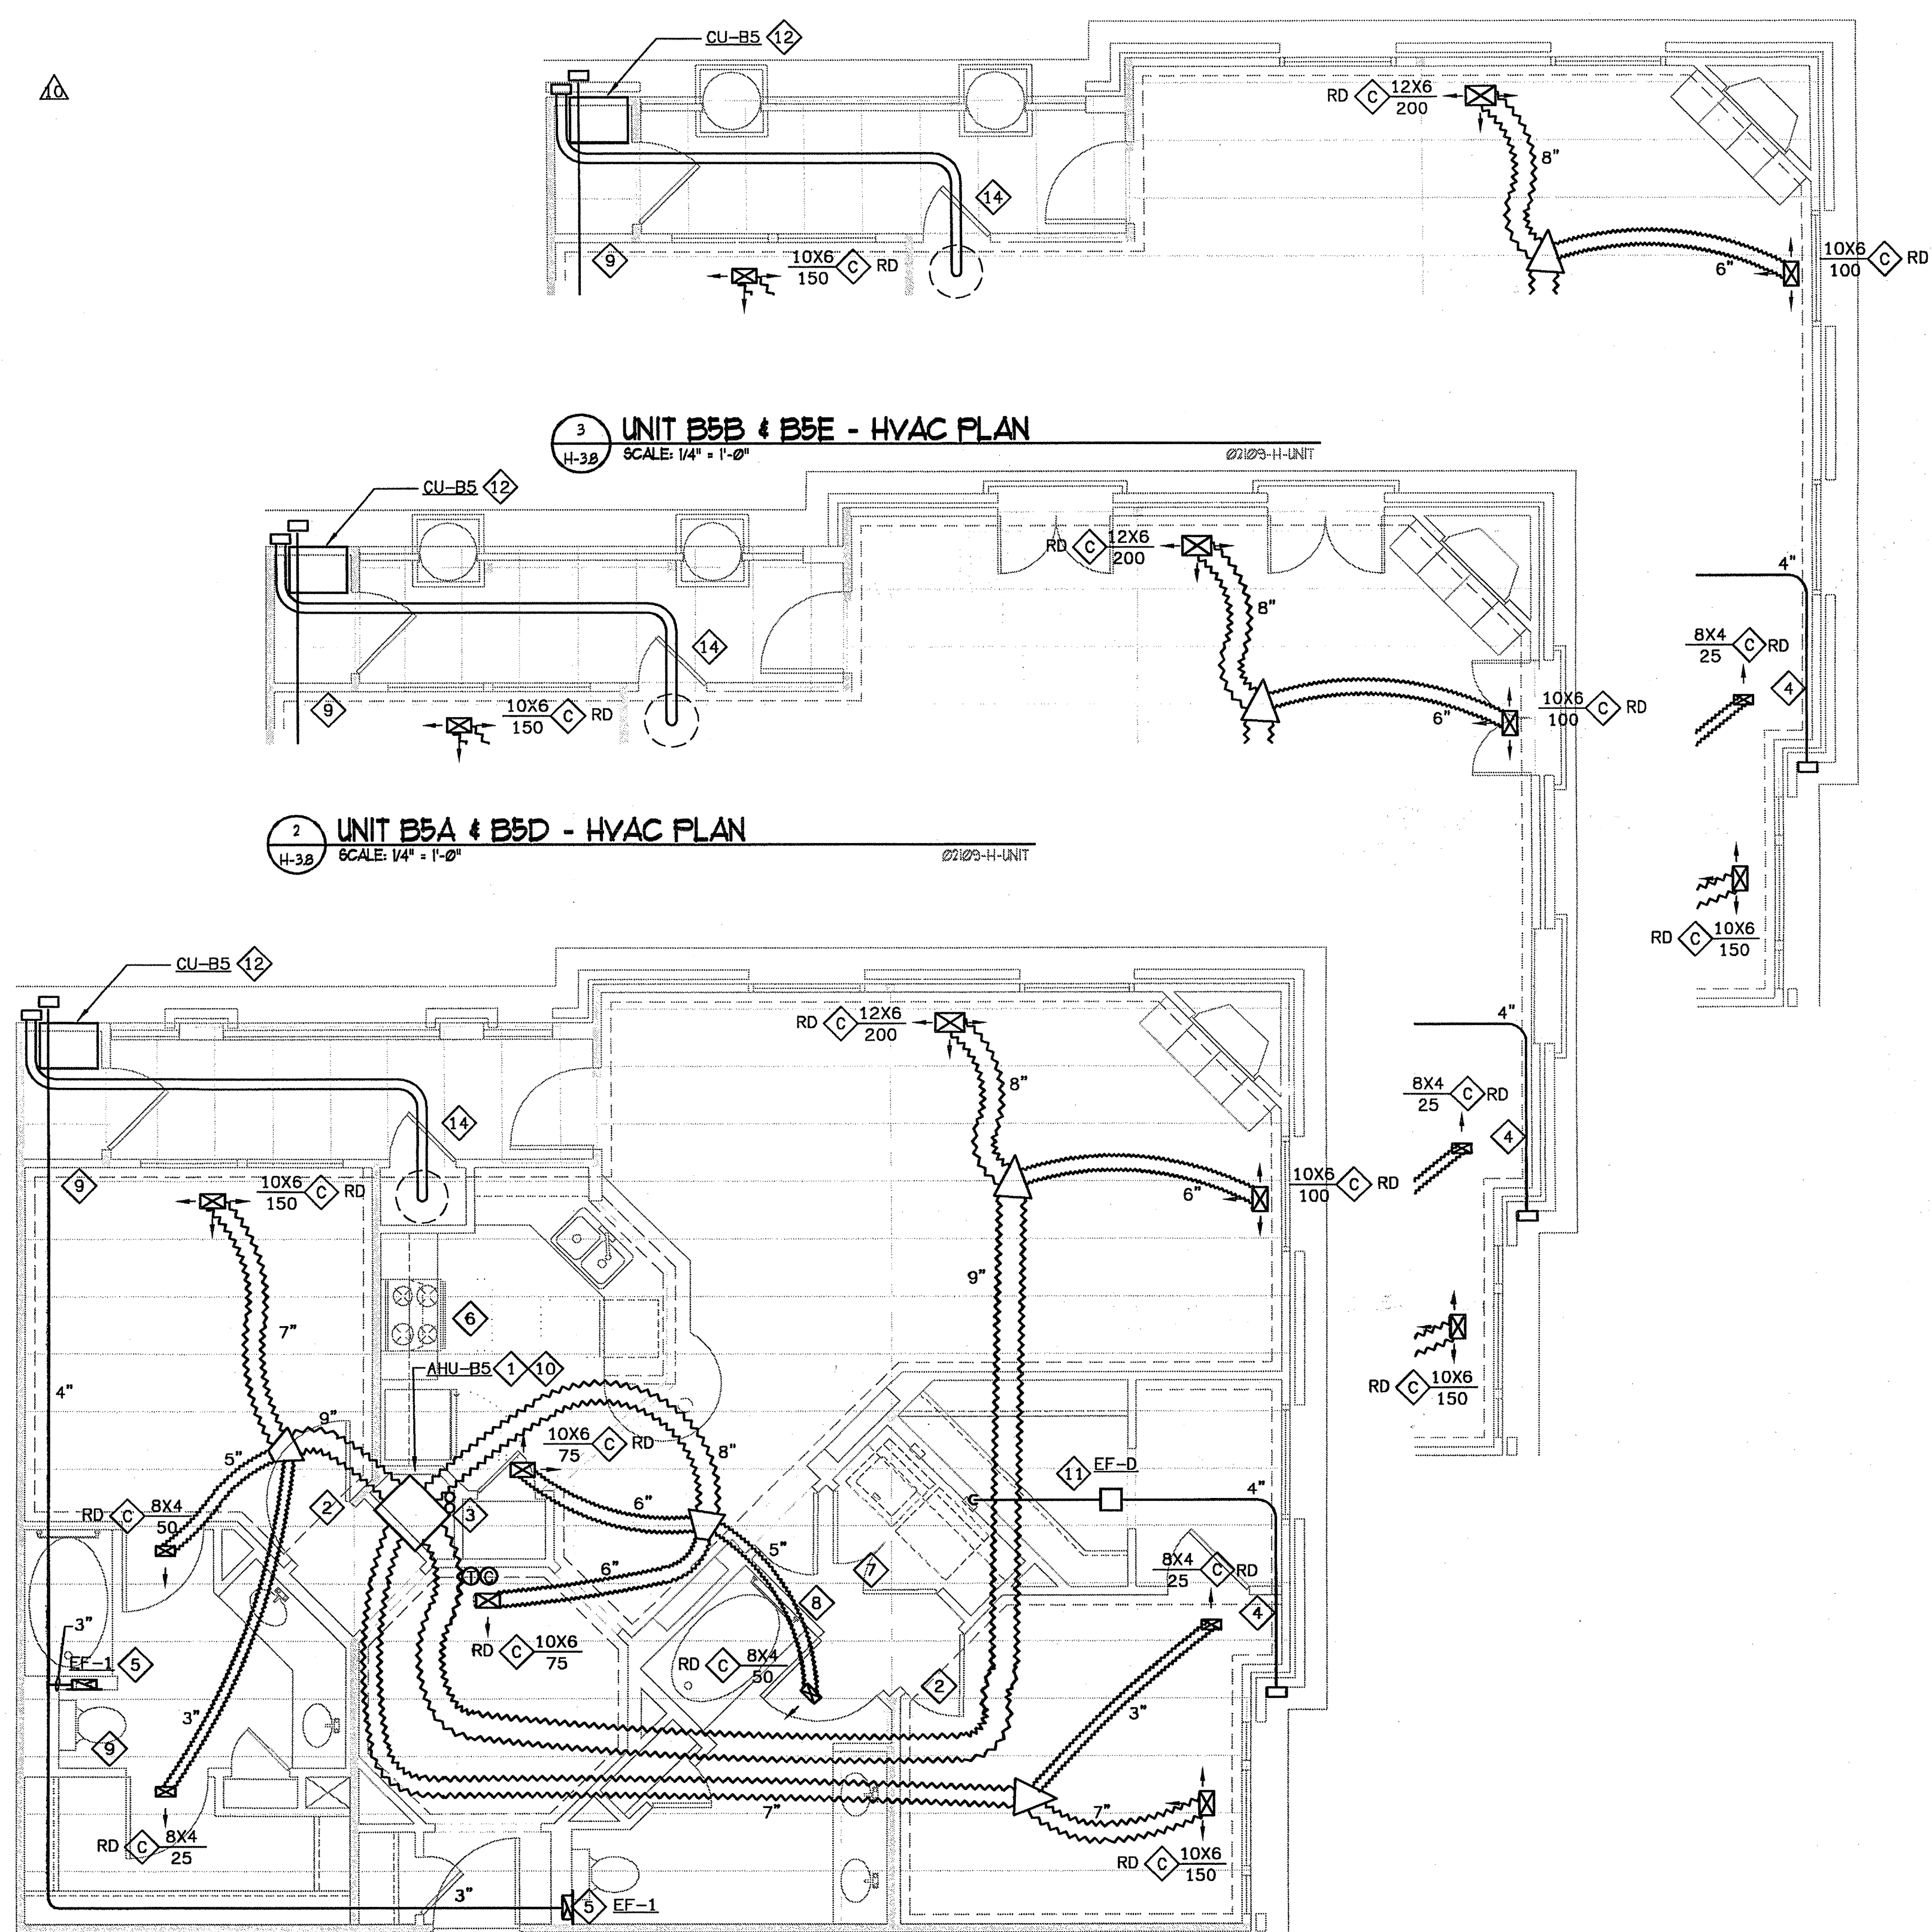 10
CU-B5 12
RD C 12X6
200
8"
14
9
10X6 C RD
150
6"
10X6 C RD
100
3
H-3.8
UNIT B5B & B5E - HVAC PLAN
SCALE: 1/4" = 1'-0"
02109-H-UNIT
CU-B5 12
RD C 12X6
200
8"
14
9
10X6 C RD
150
6"
10X6 C RD
100
4"
8X4 C RD
25
4
2
H-3.8
UNIT B5A & B5D - HVAC PLAN
SCALE: 1/4" = 1'-0"
02109-H-UNIT
RD C 10X6
150
CU-B5 12
RD C 12X6
200
8"
14
9
10X6 C RD
150
6"
10X6 C RD
100
4"
8X4 C RD
25
4
9"
7"
6
AHU-B5 1 10
4"
9"
5"
10X6 C RD
75
8"
RD C 10X6
150
11 EF-D
4"
2
3
6"
RD C 8X4
50
5"
6"
T C
7
8X4 C RD
25
8
4
3"
EF-1 5
RD C 10X6
75
RD C 8X4
50
2
3"
3"
9
7"
7"
RD C 8X4
25
RD C 10X6
150
3"
5 EF-1